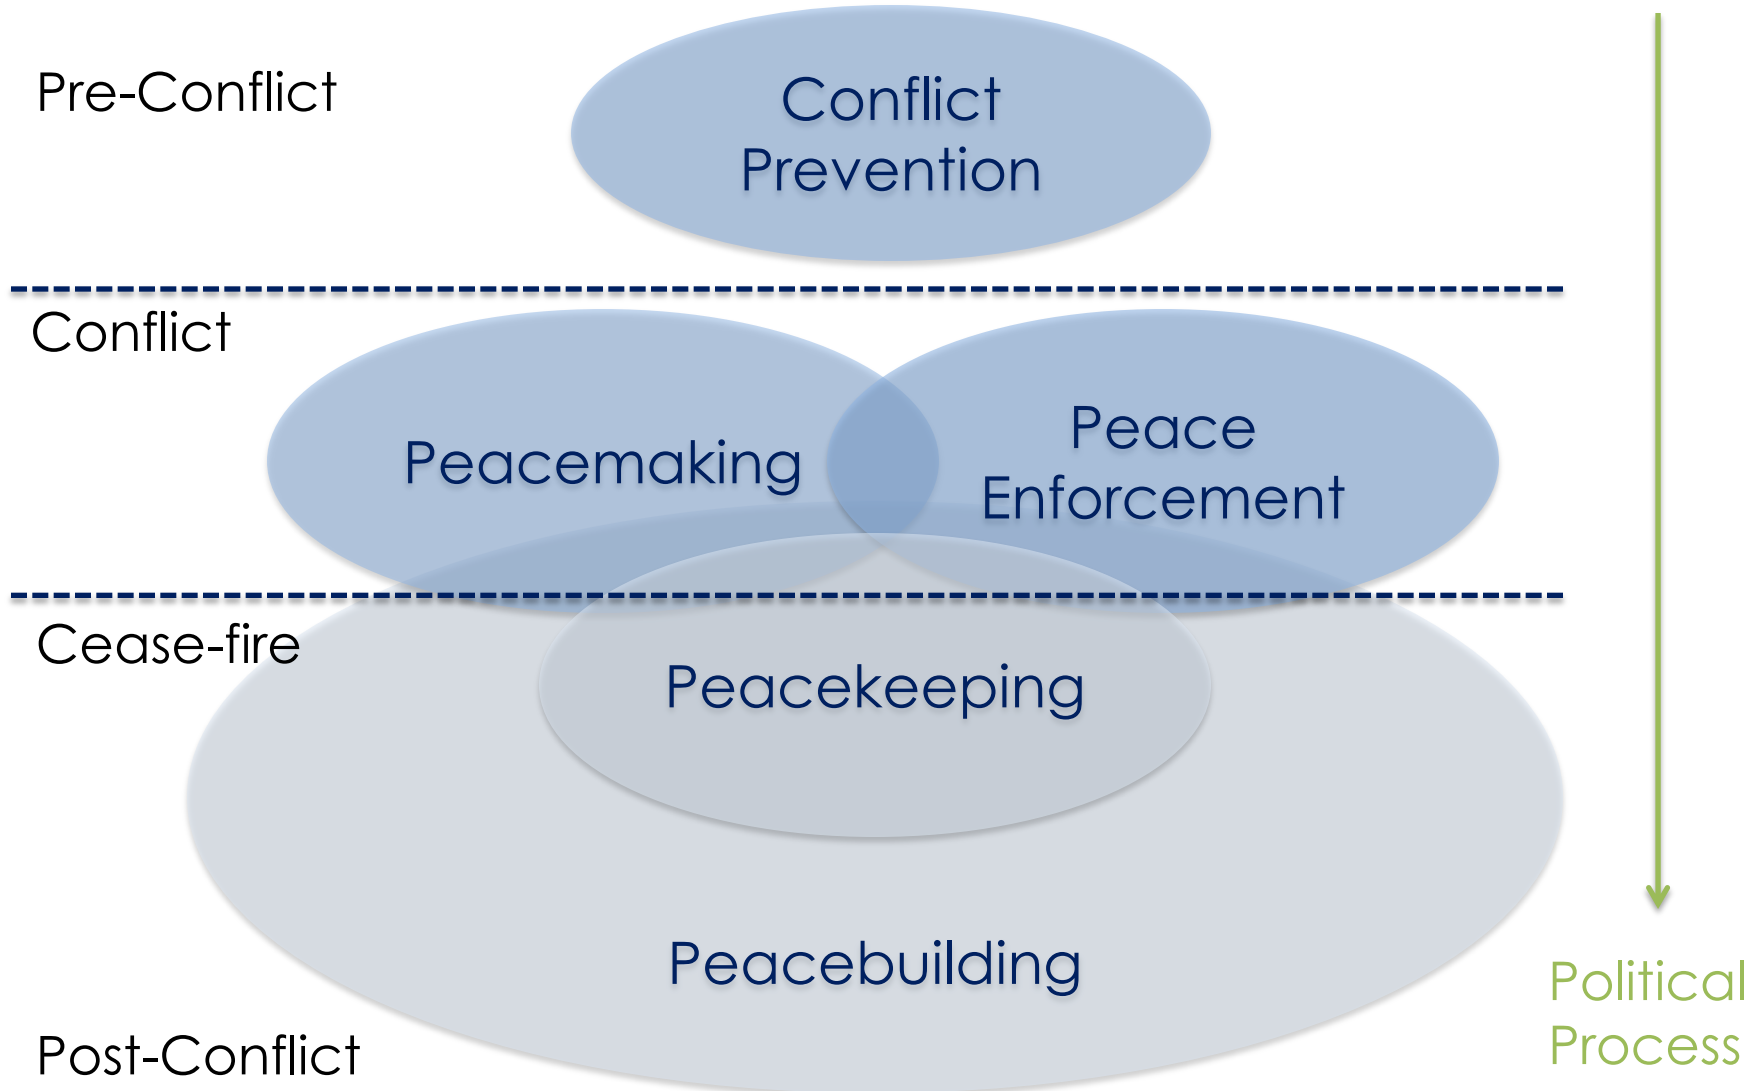 Pre-Conflict
Conflict
Prevention
Conflict
Peacemaking
Peace
Enforcement
Cease-fire
Peacekeeping
Peacebuilding
Post-Conflict
Political
Process